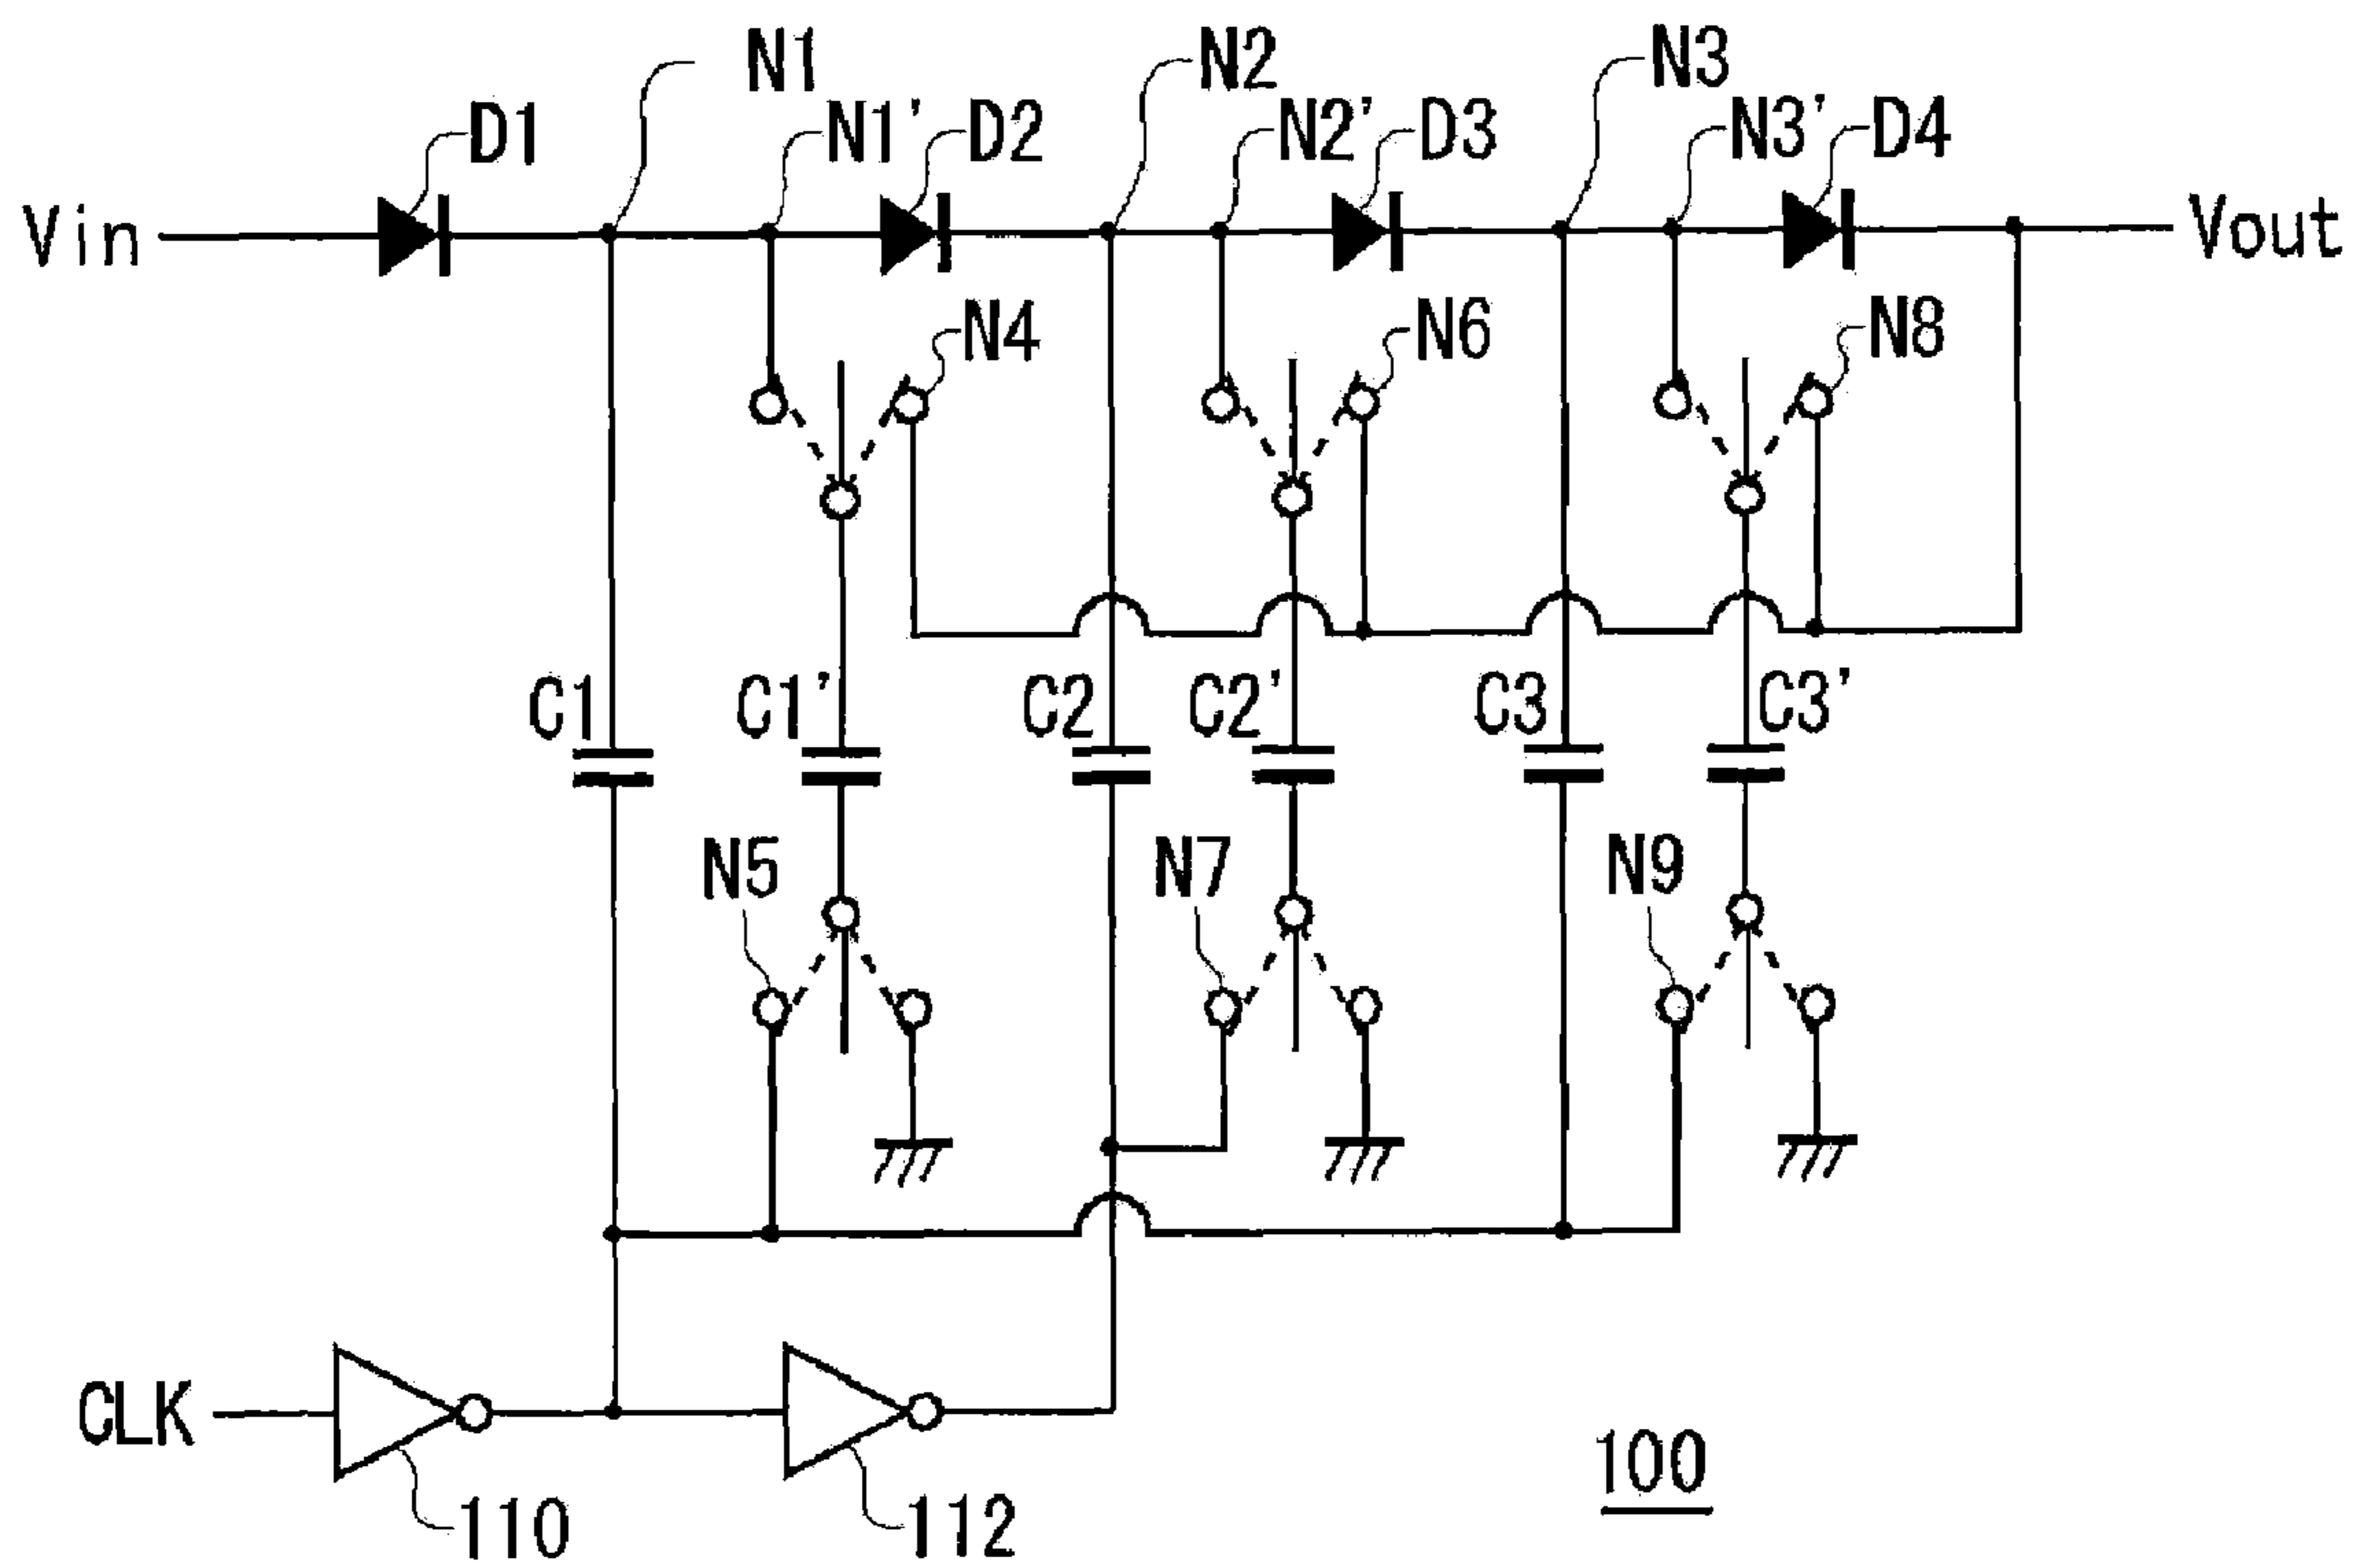 N1 N2 N3
D1 N1' D2 N2' D3 N3' D4
Vin Vout
N4 N6 N8
C1 C1' C2 C2' C3 C3'
N5 N7 N9
CLK
100
110 112